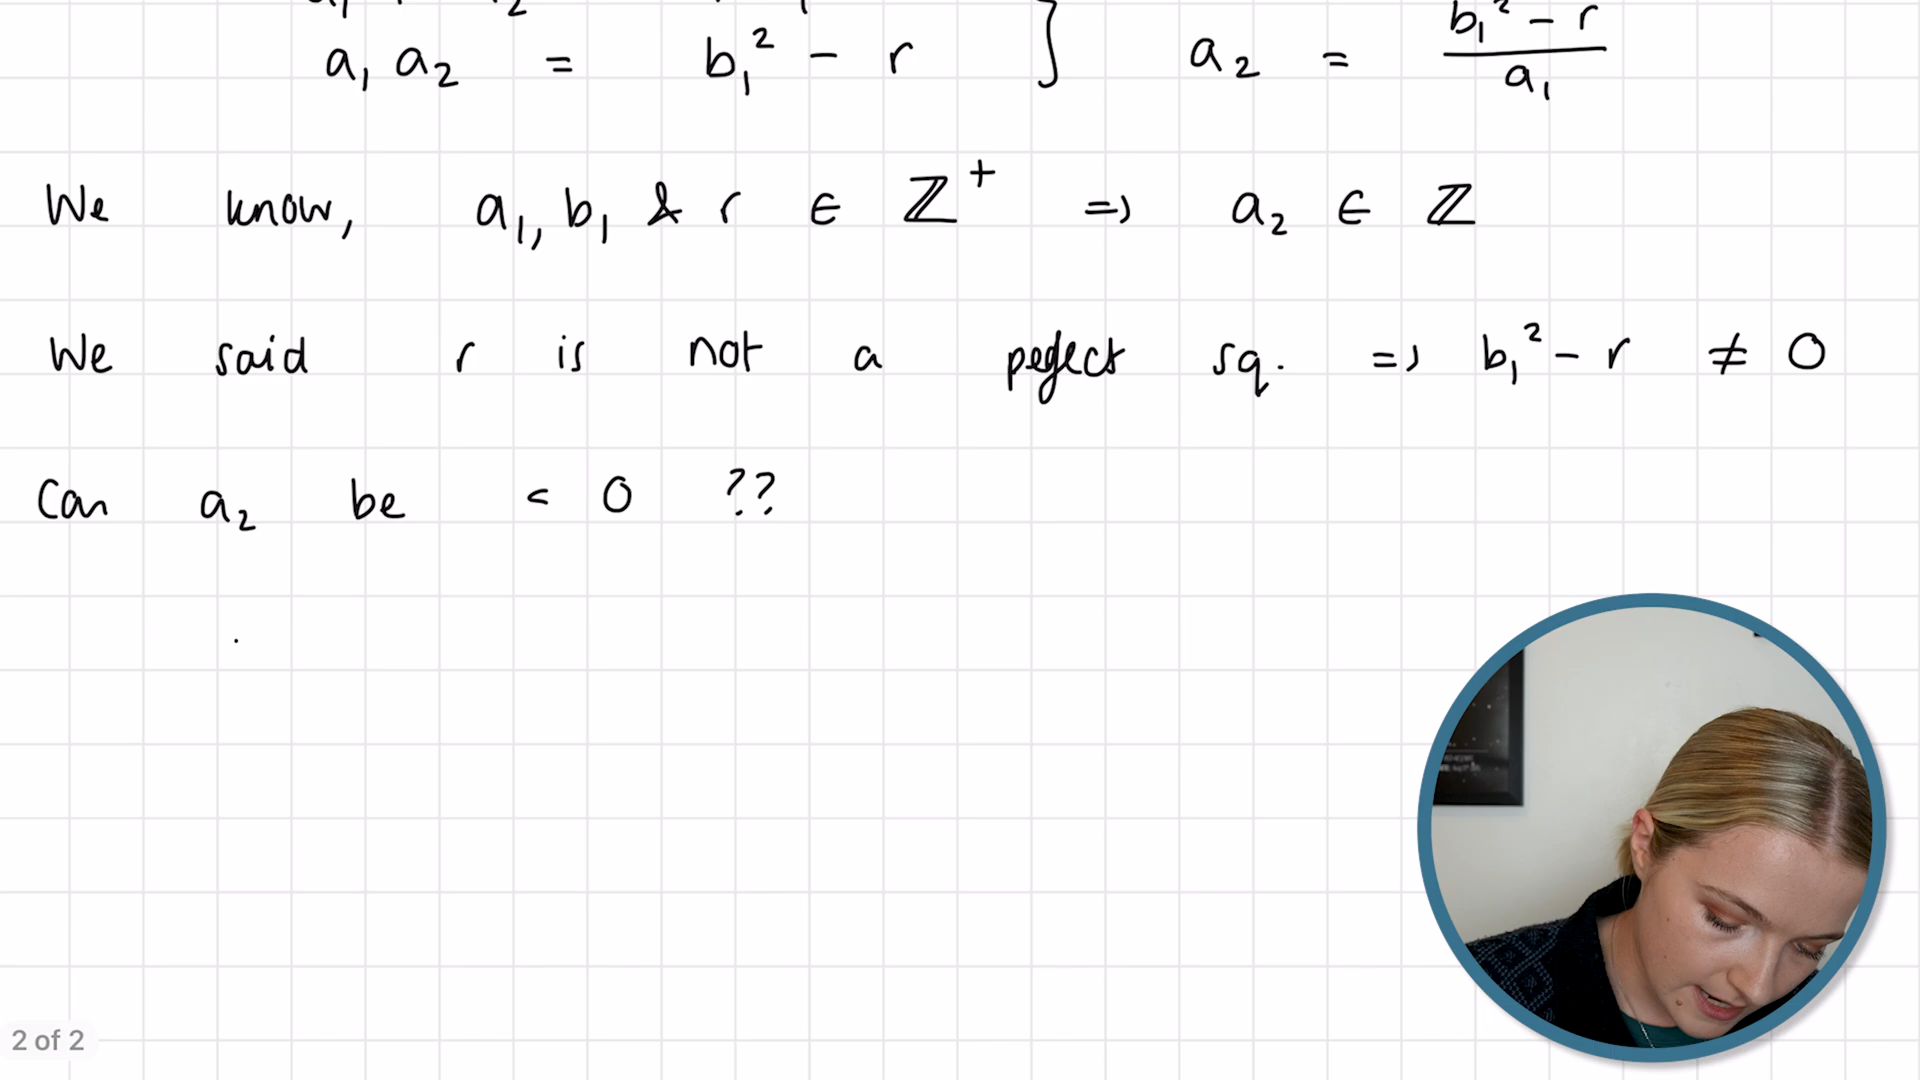 a₁ a₂ = b₁² - r ] a₂ = b₁² - r / a₁
We know, a₁, b₁ & r ∈ ℤ⁺ => a₂ ∈ ℤ
We said r is not a perfect sq. => b₁² - r ≠ 0
Can a₂ be < 0 ??
2 of 2